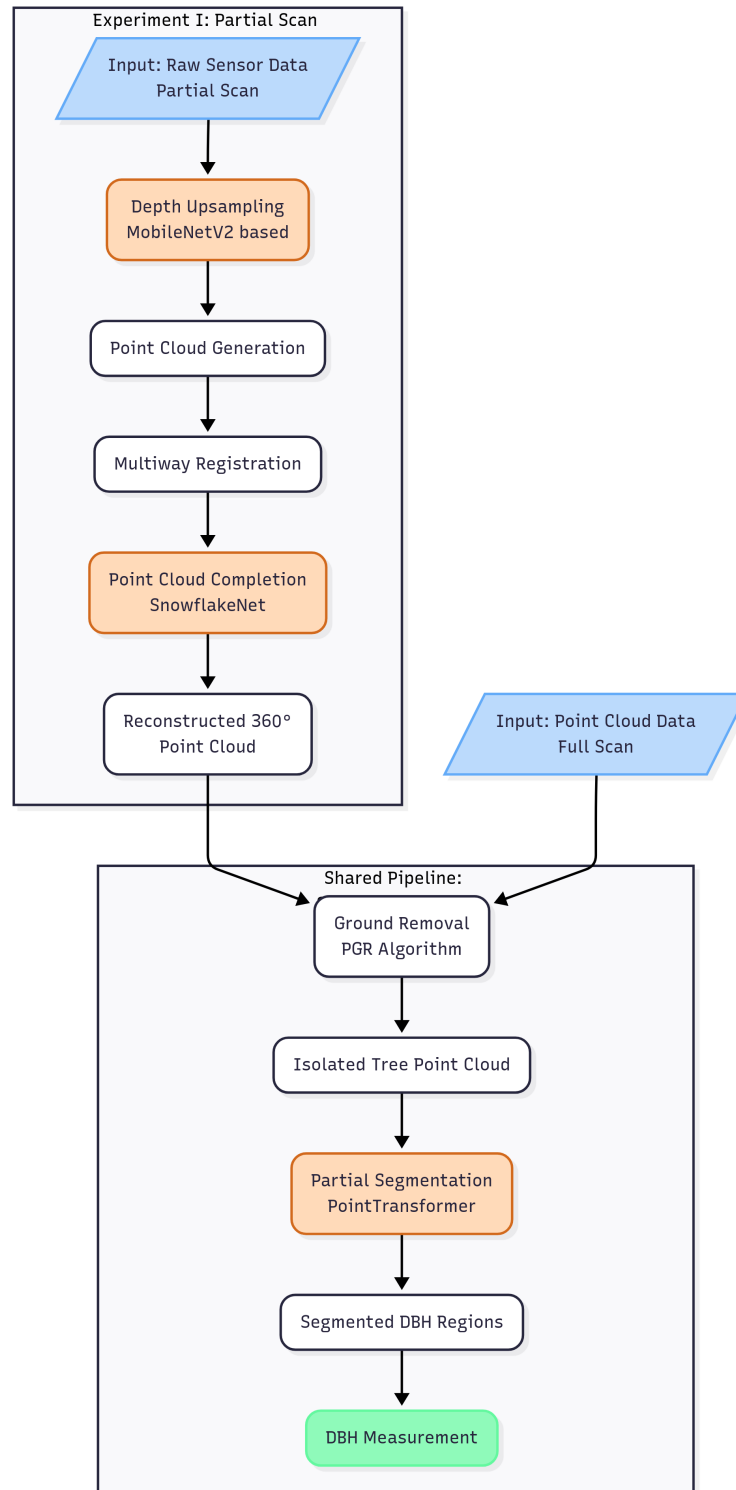 Experiment I: Partial Scan
Input: Raw Sensor Data
Partial Scan
Depth Upsampling
MobileNetV2 based
Point Cloud Generation
Multiway Registration
Point Cloud Completion
SnowflakeNet
Reconstructed 360°
Point Cloud
Input: Point Cloud Data
Full Scan
Shared Pipeline:
Ground Removal
PGR Algorithm
Isolated Tree Point Cloud
Partial Segmentation
PointTransformer
Segmented DBH Regions
DBH Measurement